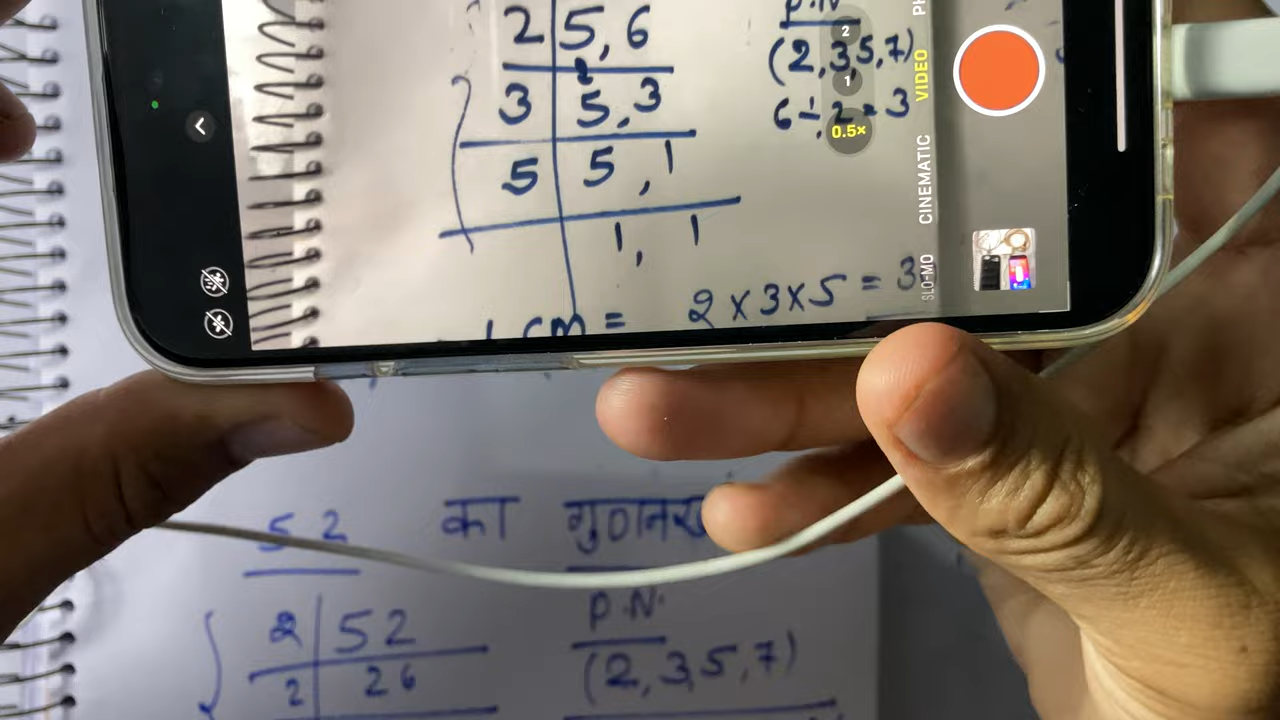 2 5, 6
P.N
(2,3,5,7)
3 5, 3
6 ÷ 2 = 3
5 5, 1
1, 1
2 x 3 x 5 = 3
2
1
0.5×
VIDEO
CINEMATIC
SLO-MO
52 का
2 52
P.N.
2 26
(2,3,5,7)